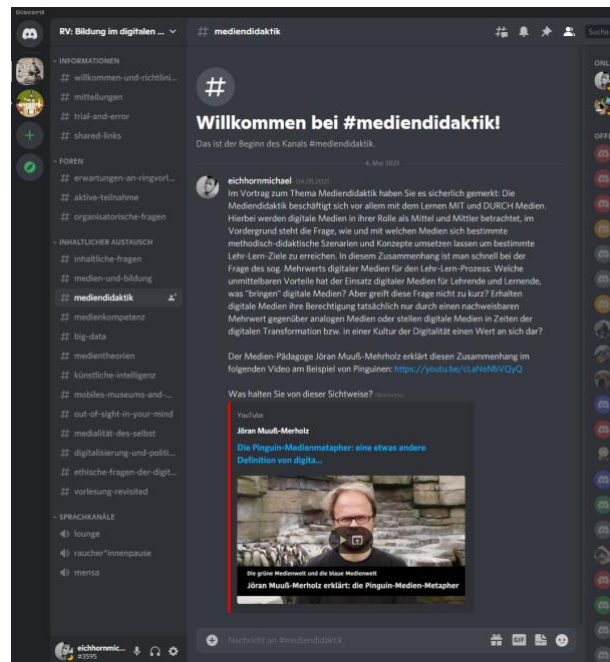 Discord
RV: Bildung im digitalen ...
# mediendidaktik
Suche
INFORMATIONEN
# willkommen-und-richtlini...
# mitteilungen
# trial-and-error
# shared-links
FOREN
# erwartungen-an-ringvorl...
# aktive-teilnahme
# organisatorische-fragen
INHALTLICHER AUSTAUSCH
# inhaltliche-fragen
# medien-und-bildung
# mediendidaktik
# medienkompetenz
# big-data
# medientheorien
# künstliche-intelligenz
# mobiles-museums-and-...
# out-of-sight-in-your-mind
# medialität-des-selbst
# digitalisierung-und-politi...
# ethische-fragen-der-digit...
# vorlesung-revisited
SPRACHKANÄLE
lounge
raucher*innenpause
mensa
eichhornmic...
#3595
#
Willkommen bei #mediendidaktik!
Das ist der Beginn des Kanals #mediendidaktik.
4. Mai 2021
eichhornmichael 04.05.2021
Im Vortrag zum Thema Mediendidaktik haben Sie es sicherlich gemerkt: Die
Mediendidaktik beschäftigt sich vor allem mit dem Lernen MIT und DURCH Medien.
Hierbei werden digitale Medien in ihrer Rolle als Mittel und Mittler betrachtet, im
Vordergrund steht die Frage, wie und mit welchen Medien sich bestimmte
methodisch-didaktische Szenarien und Konzepte umsetzen lassen um bestimmte
Lehr-Lern-Ziele zu erreichen. In diesem Zusammenhang ist man schnell bei der
Frage des sog. Mehrwerts digitaler Medien für den Lehr-Lern-Prozess: Welche
unmittelbaren Vorteile hat der Einsatz digitaler Medien für Lehrende und Lernende,
was "bringen" digitale Medien? Aber greift diese Frage nicht zu kurz? Erhalten
digitale Medien ihre Berechtigung tatsächlich nur durch einen nachweisbaren
Mehrwert gegenüber analogen Medien oder stellen digitale Medien in Zeiten der
digitalen Transformation bzw. in einer Kultur der Digitalität einen Wert an sich dar?
Der Medien-Pädagoge Jöran Muuß-Mehrholz erklärt diesen Zusammenhang im
folgenden Video am Beispiel von Pinguinen: https://youtu.be/cLaNeNbVQyQ
Was halten Sie von dieser Sichtweise? (bearbeitet)
YouTube
Jöran Muuß-Merholz
Die Pinguin-Medienmetapher: eine etwas andere
Definition von digita...
Die grüne Medienwelt und die blaue Medienwelt
Jöran Muuß-Merholz erklärt: die Pinguin-Medien-Metapher
Nachricht an #mediendidaktik
GIF
ONL
OFFL